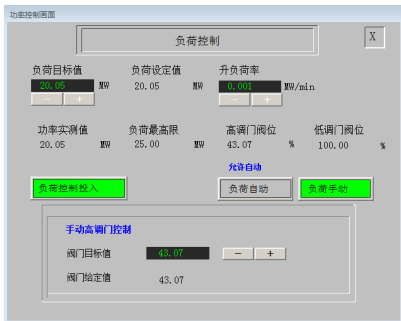 功率控制画面
负荷控制
X
负荷目标值 负荷设定值 升负荷率
20.05 MW 20.05 MW 0.001 MW/min
－ ＋ － ＋
功率实测值 负荷最高限 高调门阀位 低调门阀位
20.05 MW 25.00 MW 43.07 % 100.00 %
允许自动
负荷控制投入 负荷自动 负荷手动
手动高调门控制
阀门目标值 43.07 － ＋
阀门给定值 43.07